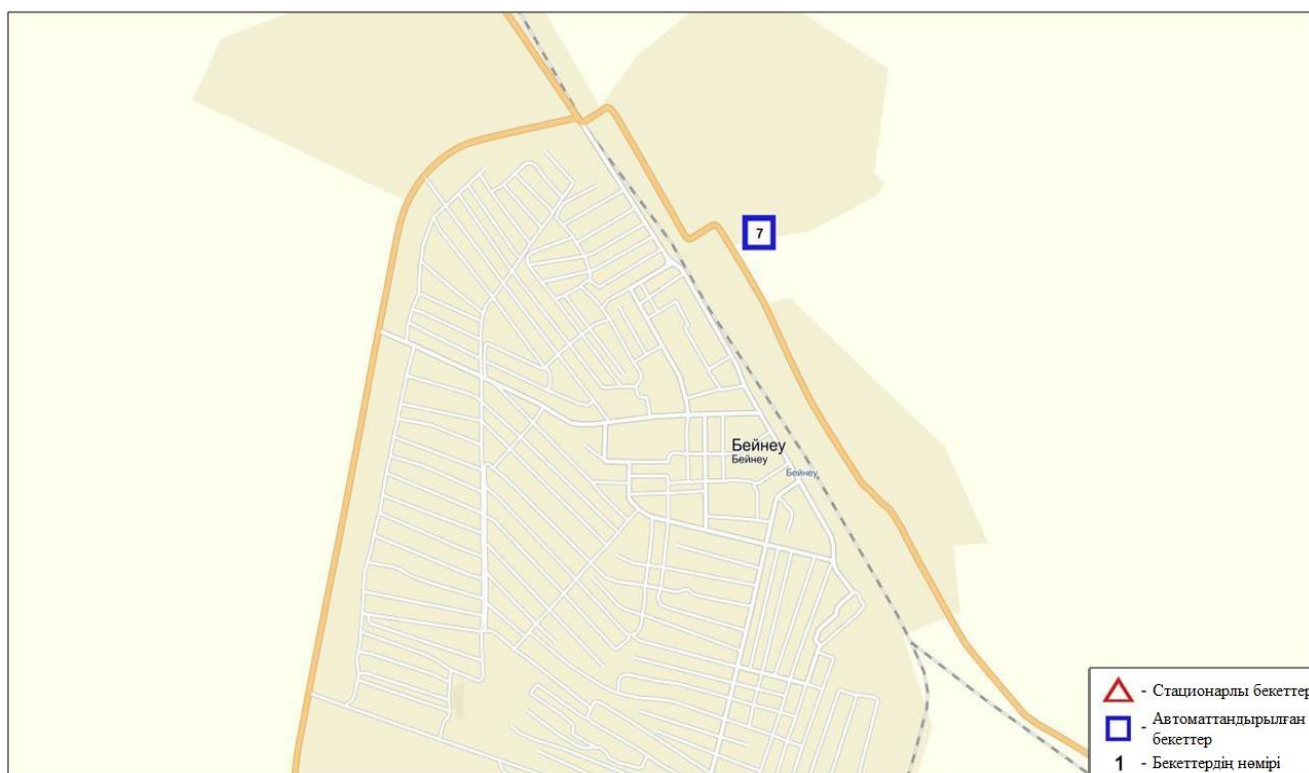 7
Бейнеу
Бейнеу
Бейнеу
- Стационарлы бекеттер
- Автоматтандырылған
бекеттер
1 - Бекеттердің нөмірі